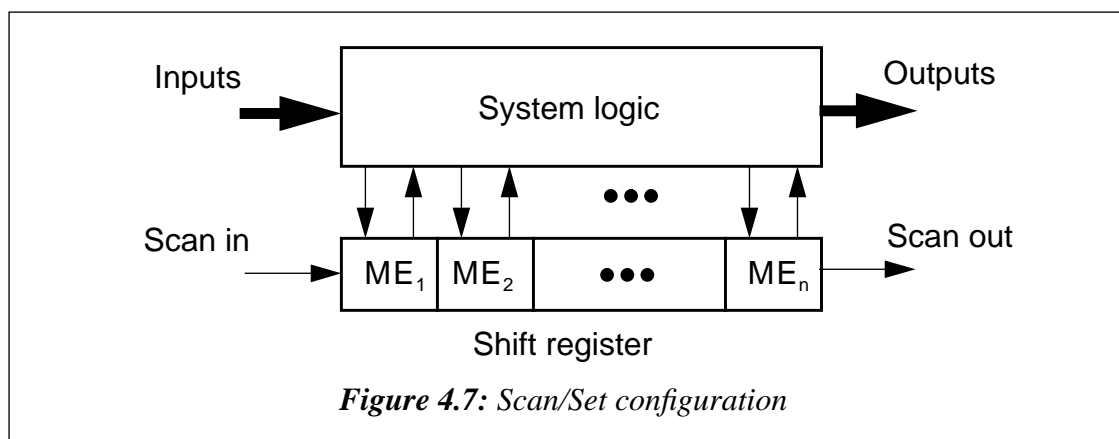 Inputs
Outputs
System logic
Scan in
Scan out
ME1 ME2 MEn
Shift register
Figure 4.7: Scan/Set configuration